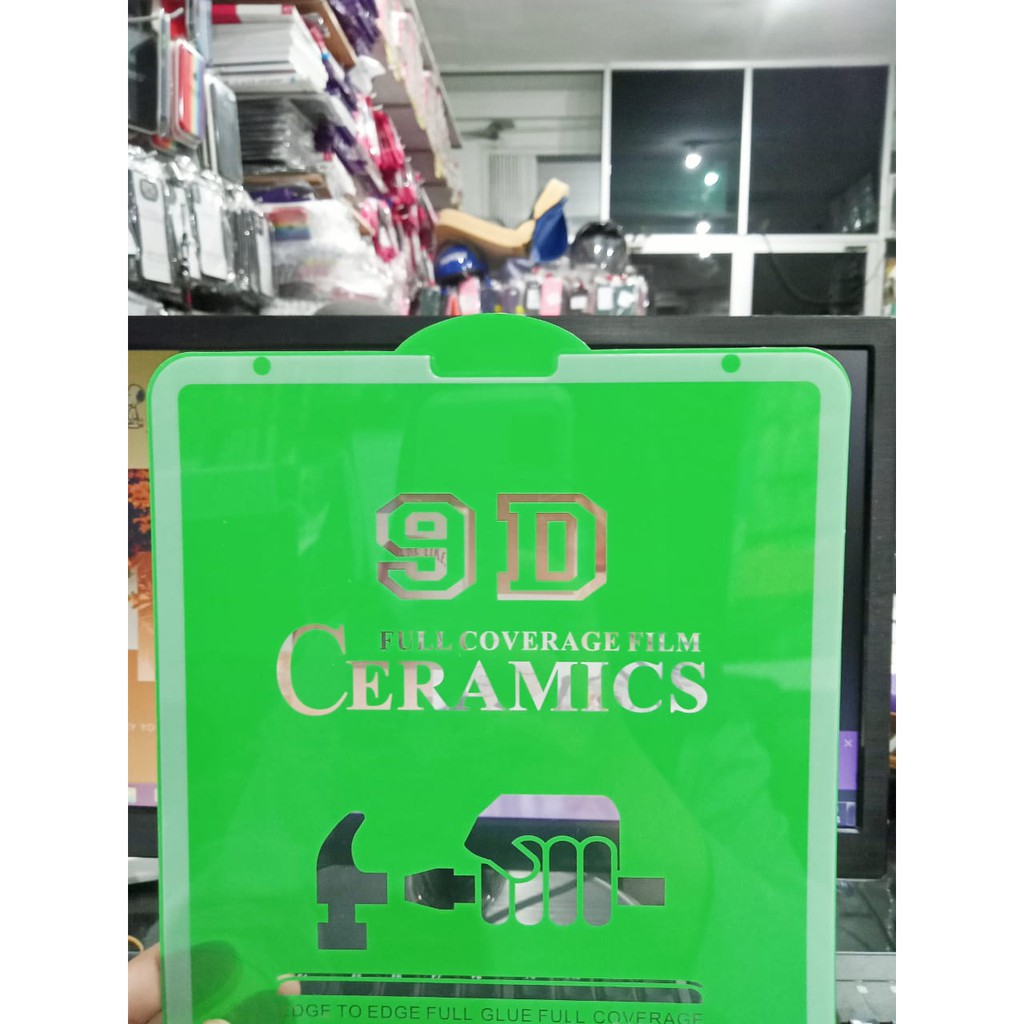 9D
FULL COVERAGE FILM
CERAMICS
EDGE TO EDGE FULL GLUE FULL COVERAGE